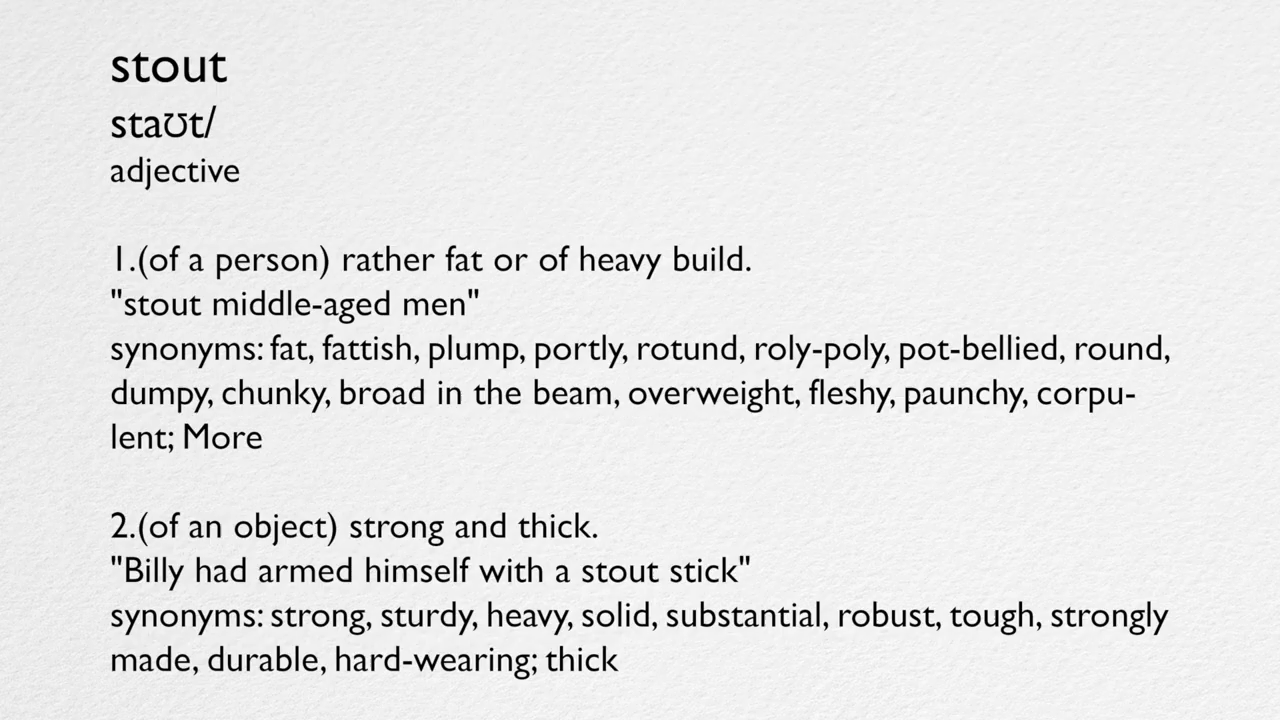 stout
staʊt/
adjective
1.(of a person) rather fat or of heavy build.
"stout middle-aged men"
synonyms: fat, fattish, plump, portly, rotund, roly-poly, pot-bellied, round,
dumpy, chunky, broad in the beam, overweight, fleshy, paunchy, corpu-
lent; More
2.(of an object) strong and thick.
"Billy had armed himself with a stout stick"
synonyms: strong, sturdy, heavy, solid, substantial, robust, tough, strongly
made, durable, hard-wearing; thick